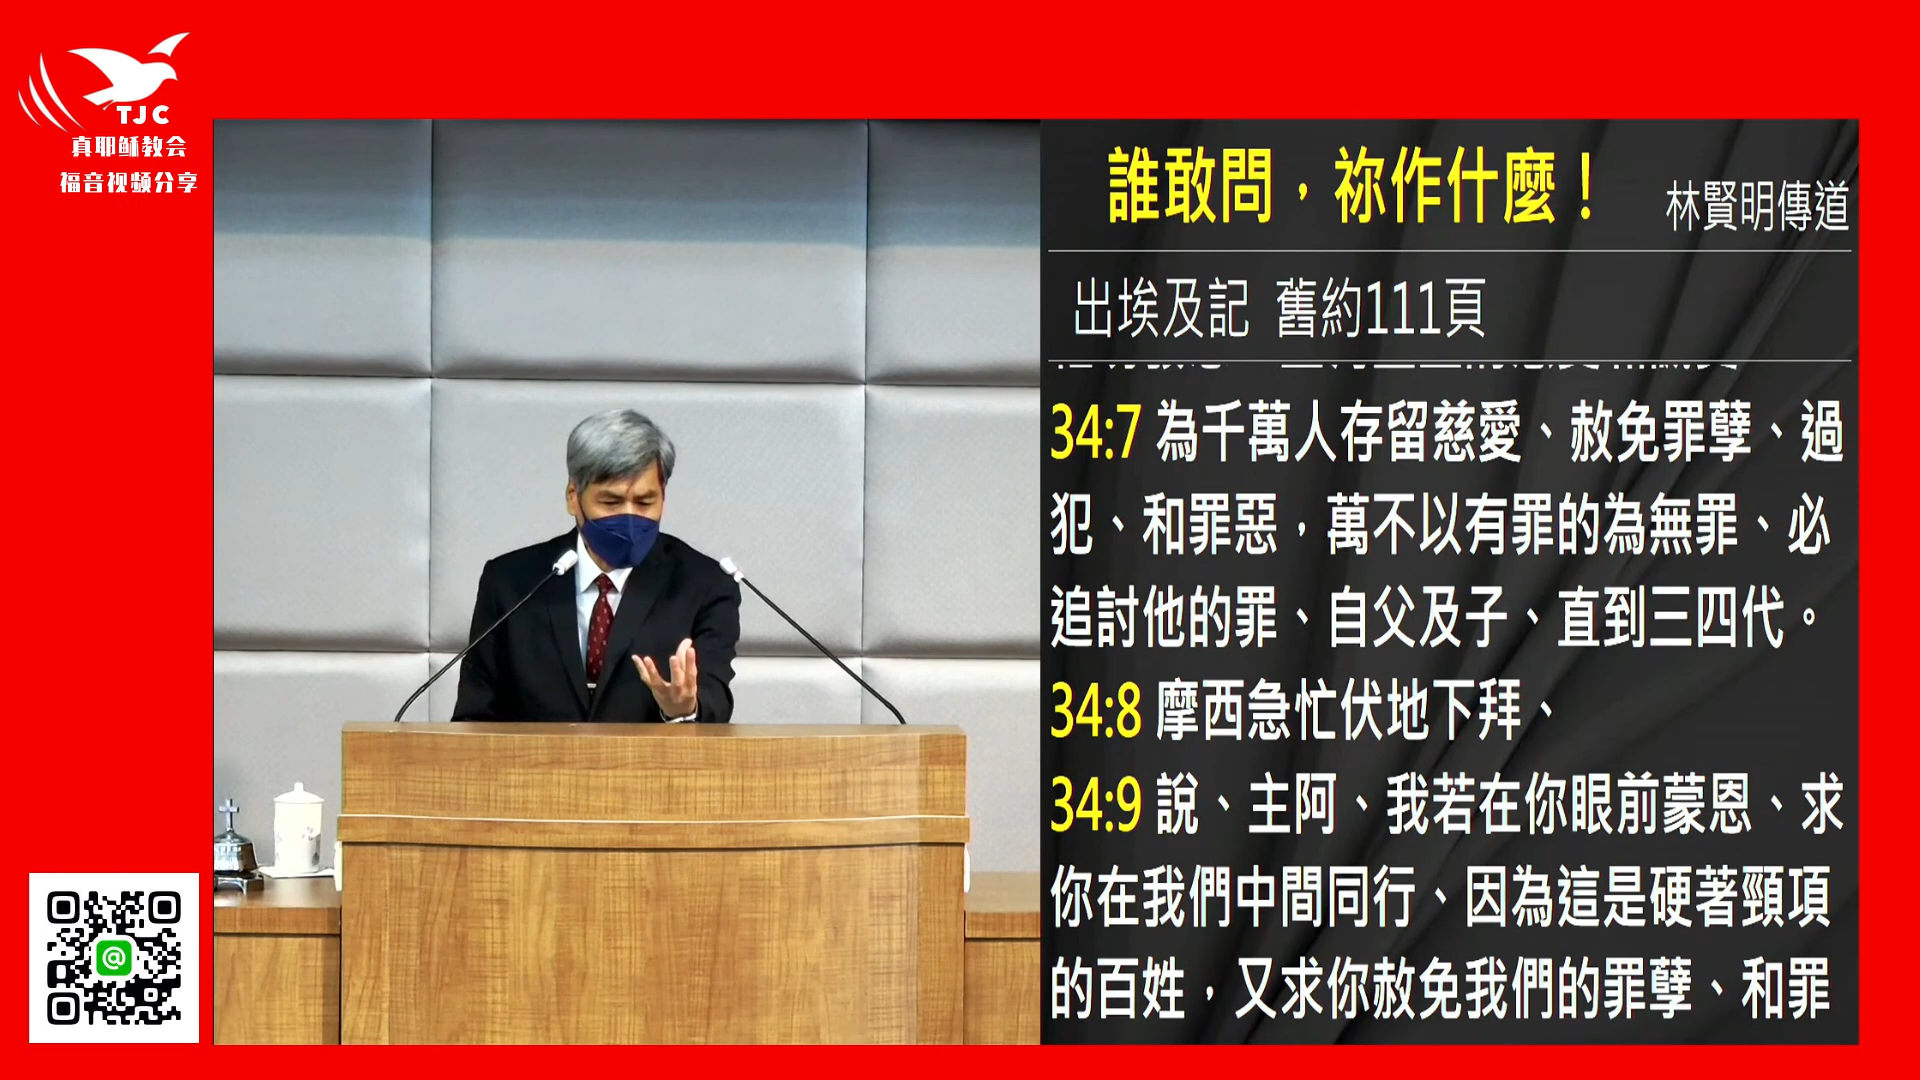 TJC
真耶稣教会
福音视频分享
誰敢問，祢作什麼！
林賢明傳道
出埃及記 舊約111頁
34:7 為千萬人存留慈愛、赦免罪孽、過
犯、和罪惡，萬不以有罪的為無罪、必
追討他的罪、自父及子、直到三四代。
34:8 摩西急忙伏地下拜、
34:9 說、主阿、我若在你眼前蒙恩、求
你在我們中間同行、因為這是硬著頸項
的百姓，又求你赦免我們的罪孽、和罪
@